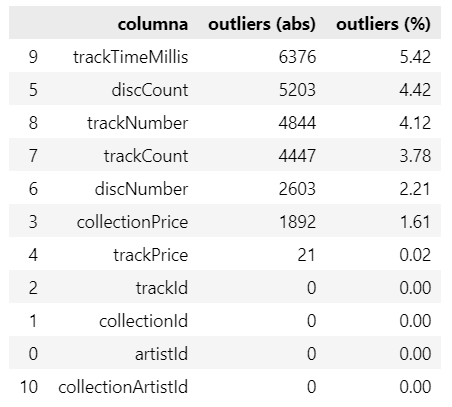 columna outliers (abs) outliers (%)
9 trackTimeMillis 6376 5.42
5 discCount 5203 4.42
8 trackNumber 4844 4.12
7 trackCount 4447 3.78
6 discNumber 2603 2.21
3 collectionPrice 1892 1.61
4 trackPrice 21 0.02
2 trackId 0 0.00
1 collectionId 0 0.00
0 artistId 0 0.00
10 collectionArtistId 0 0.00